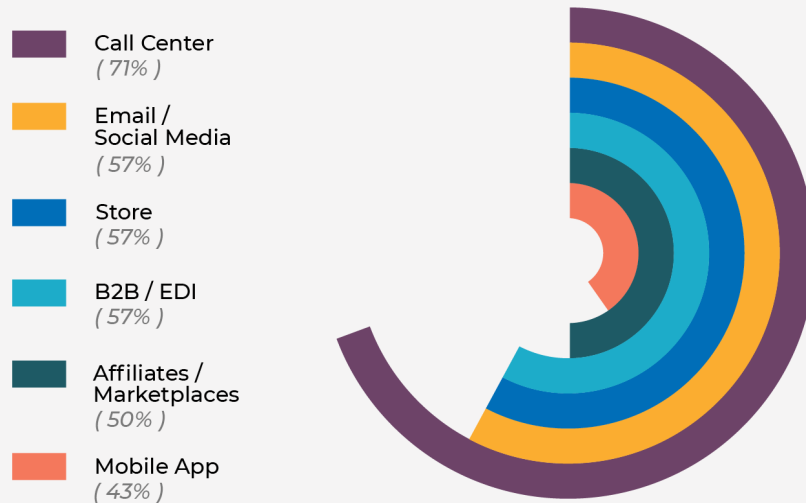 Call Center
( 71% )
Email /
Social Media
( 57% )
Store
( 57% )
B2B / EDI
( 57% )
Affiliates /
Marketplaces
( 50% )
Mobile App
( 43% )